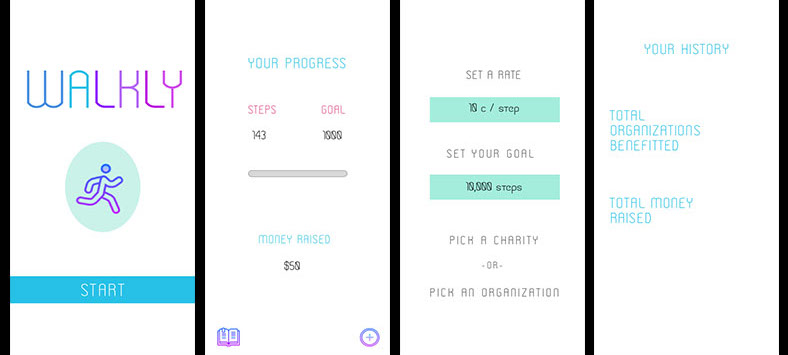 WALKLY
START
YOUR PROGRESS
STEPS GOAL
143 1000
MONEY RAISED
$50
SET A RATE
10 c / step
SET YOUR GOAL
10,000 steps
PICK A CHARITY
-OR-
PICK AN ORGANIZATION
YOUR HISTORY
TOTAL
ORGANIZATIONS
BENEFITTED
TOTAL MONEY
RAISED